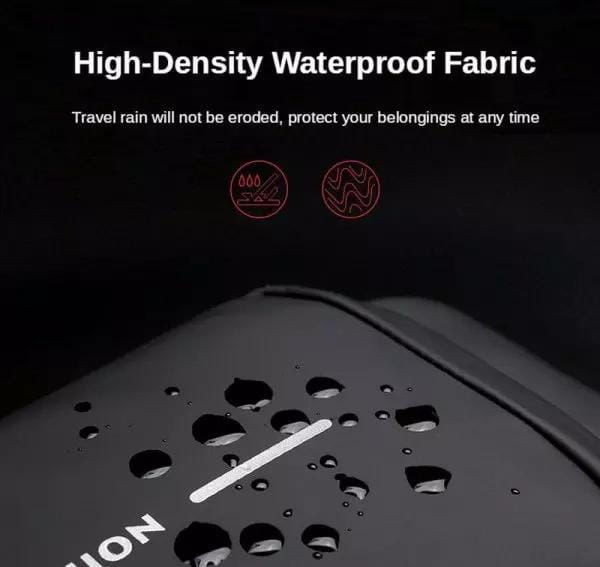 High-Density Waterproof Fabric
Travel rain will not be eroded, protect your belongings at any time